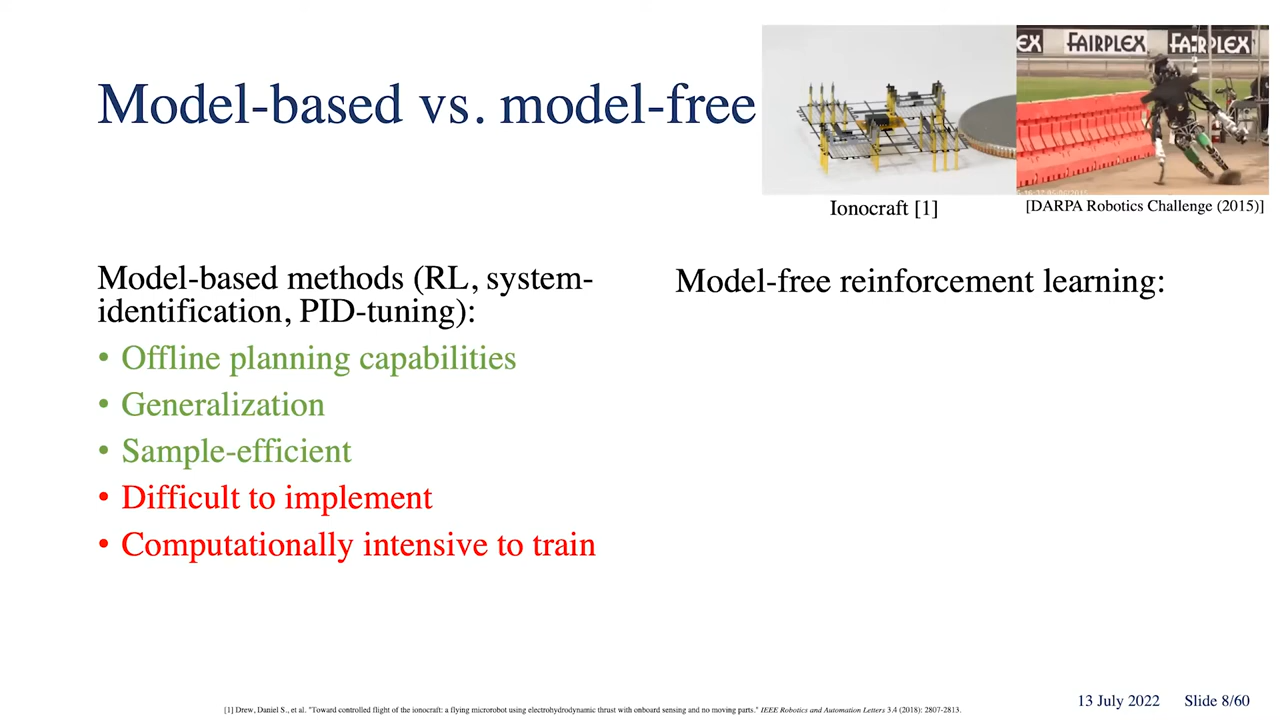 Model-based vs. model-free
EX FAIRPLEX FAIRPLEX
Ionocraft [1]
[DARPA Robotics Challenge (2015)]
Model-based methods (RL, system-
identification, PID-tuning):
• Offline planning capabilities
• Generalization
• Sample-efficient
• Difficult to implement
• Computationally intensive to train
Model-free reinforcement learning:
[1] Drew, Daniel S., et al. "Toward controlled flight of the ionocraft: a flying microrobot using electrohydrodynamic thrust with onboard sensing and no moving parts." IEEE Robotics and Automation Letters 3.4 (2018): 2807-2813.
13 July 2022 Slide 8/60